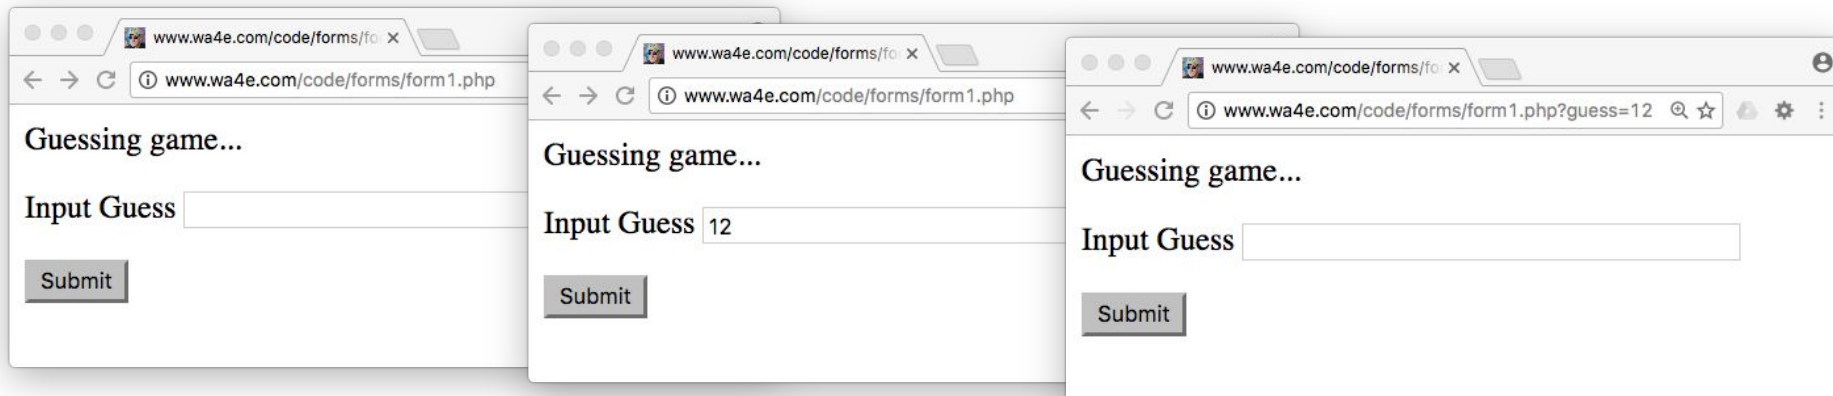 www.wa4e.com/code/forms/fo
www.wa4e.com/code/forms/form1.php
Guessing game...
Input Guess
Submit
www.wa4e.com/code/forms/fo
www.wa4e.com/code/forms/form1.php
Guessing game...
Input Guess 12
Submit
www.wa4e.com/code/forms/fo
www.wa4e.com/code/forms/form1.php?guess=12
Guessing game...
Input Guess
Submit